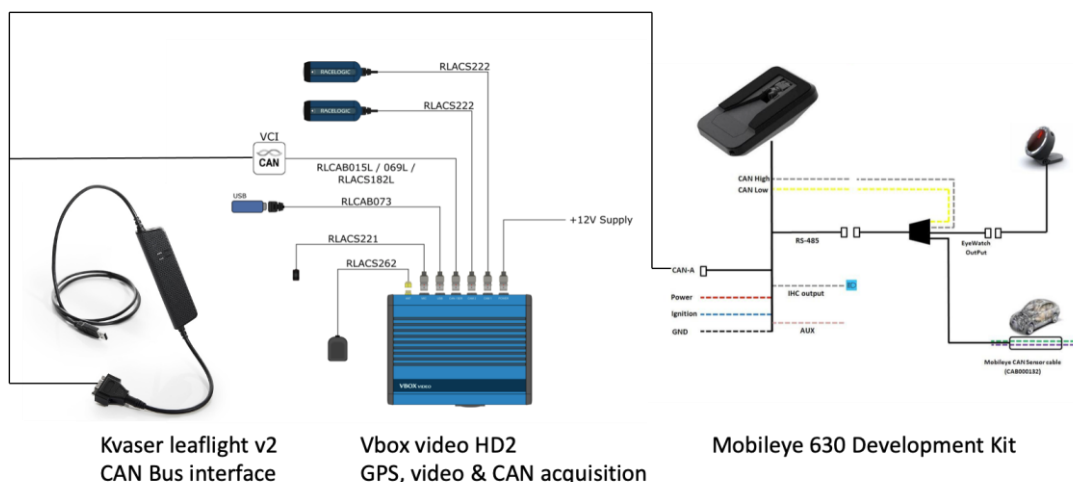 RACELOGIC
RLACS222
RACELOGIC
RLACS222
VCI
CAN
RLCAB015L / 069L /
RLACS182L
USB
RLCAB073
+12V Supply
RLACS221
RLACS262
VBOX VIDEO
CAN High
CAN Low
RS-485
EyeWatch
OutPut
CAN-A
IHC output
Power
Ignition
AUX
GND
Mobileye CAN Sensor cable
(CAB000132)
Kvaser leaflight v2
CAN Bus interface
Vbox video HD2
GPS, video & CAN acquisition
Mobileye 630 Development Kit